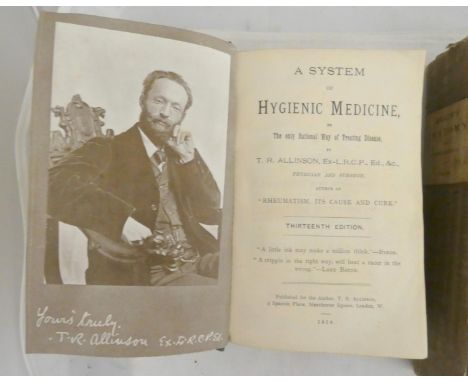 Yours truly.
T. R. Allinson Ex-L.R.C.P. Ed.
A SYSTEM
OF
HYGIENIC MEDICINE,
OR
The only Rational Way of Treating Disease,
BY
T. R. ALLINSON, Ex-L.R.C.P., Ed., &c.,
PHYSICIAN AND SURGEON,
AUTHOR OF
"RHEUMATISM, ITS CAUSE AND CURE."
THIRTEENTH EDITION.
"A little ink may make a million think."—BYRON.
"A cripple in the right way, will beat a racer in the
wrong."—LORD BACON.
Published for the Author, T. R. ALLINSON,
4 Spanish Place, Manchester Square, London, W.